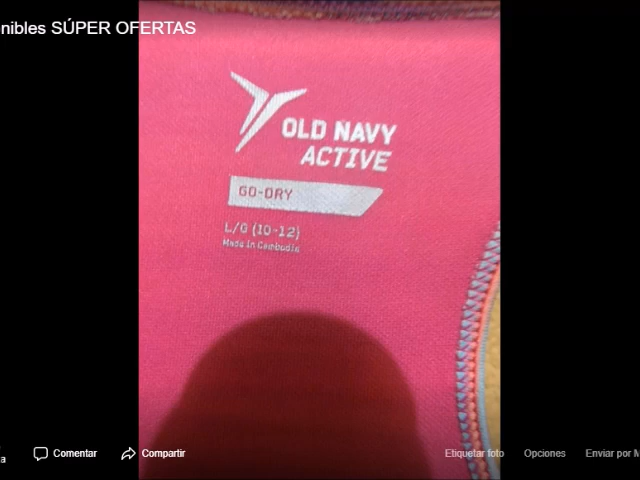 nibles SÚPER OFERTAS
OLD NAVY
ACTIVE
GO-DRY
L/G (10-12)
Made in Cambodia
a Comentar Compartir Etiquetar foto Opciones Enviar por M